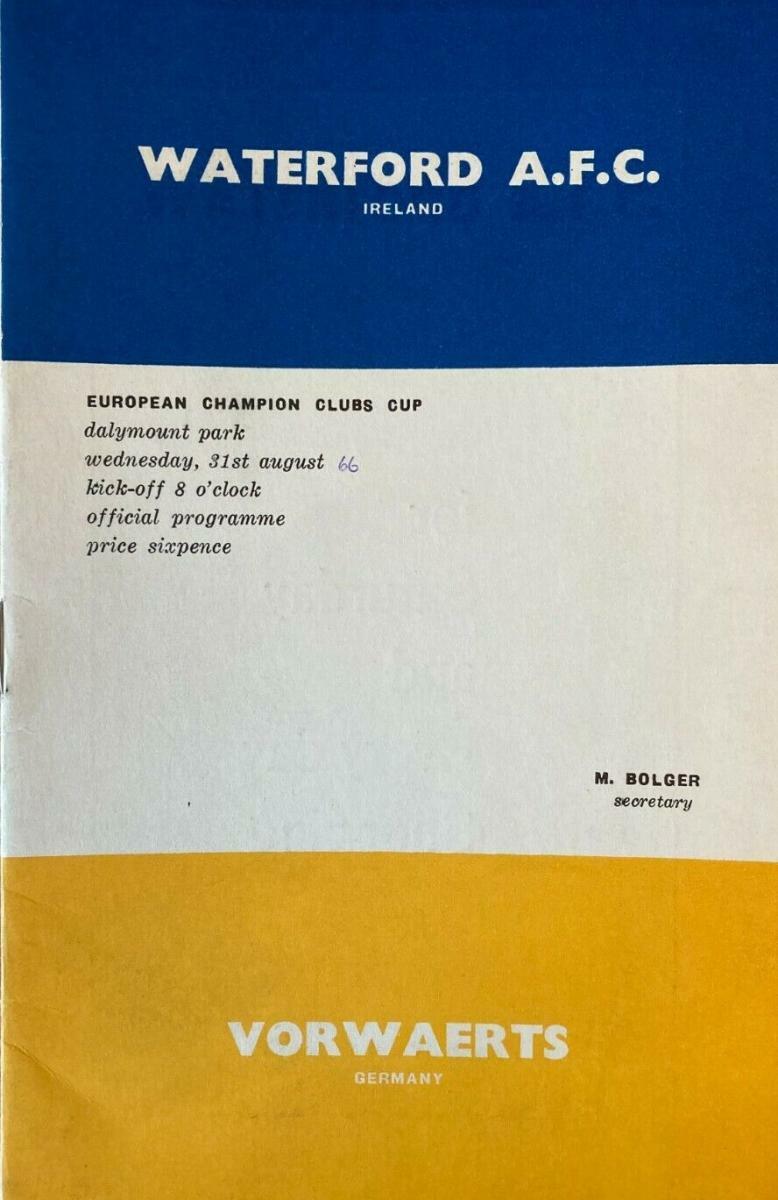 WATERFORD A.F.C.
IRELAND
EUROPEAN CHAMPION CLUBS CUP
dalymount park
wednesday, 31st august 66
kick-off 8 o'clock
official programme
price sixpence
M. BOLGER
secretary
VORWAERTS
GERMANY